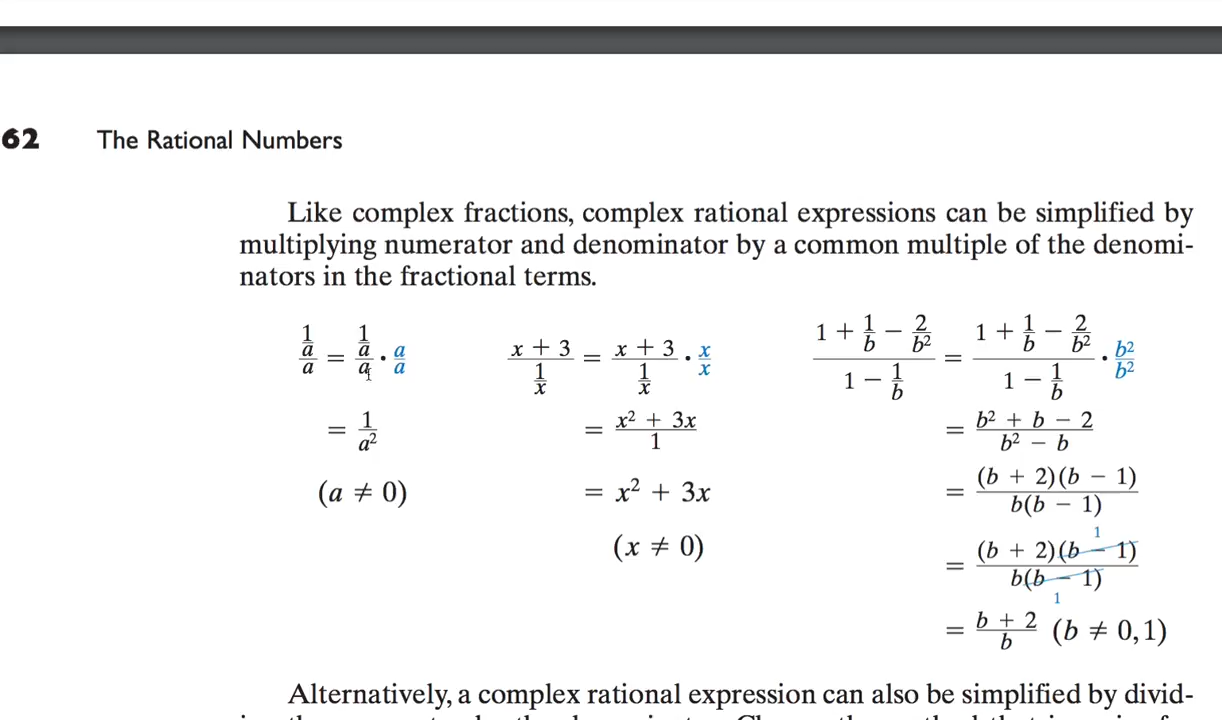 62 The Rational Numbers
Like complex fractions, complex rational expressions can be simplified by
multiplying numerator and denominator by a common multiple of the denomi-
nators in the fractional terms.
(1/a)/a = (1/a)/a · a/a
= 1/a²
(a ≠ 0)
(x + 3)/(1/x) = (x + 3)/(1/x) · x/x
= (x² + 3x)/1
= x² + 3x
(x ≠ 0)
(1 + 1/b − 2/b²)/(1 − 1/b) = (1 + 1/b − 2/b²)/(1 − 1/b) · b²/b²
= (b² + b − 2)/(b² − b)
= (b + 2)(b − 1)/b(b − 1)
1
= (b + 2)(b − 1)/b(b − 1)
1
= (b + 2)/b (b ≠ 0, 1)
Alternatively, a complex rational expression can also be simplified by divid-